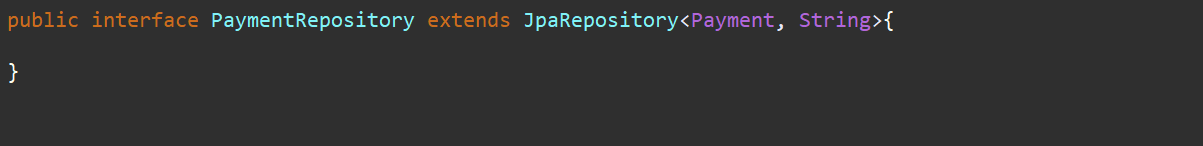 public interface PaymentRepository extends JpaRepository<Payment, String>{
}